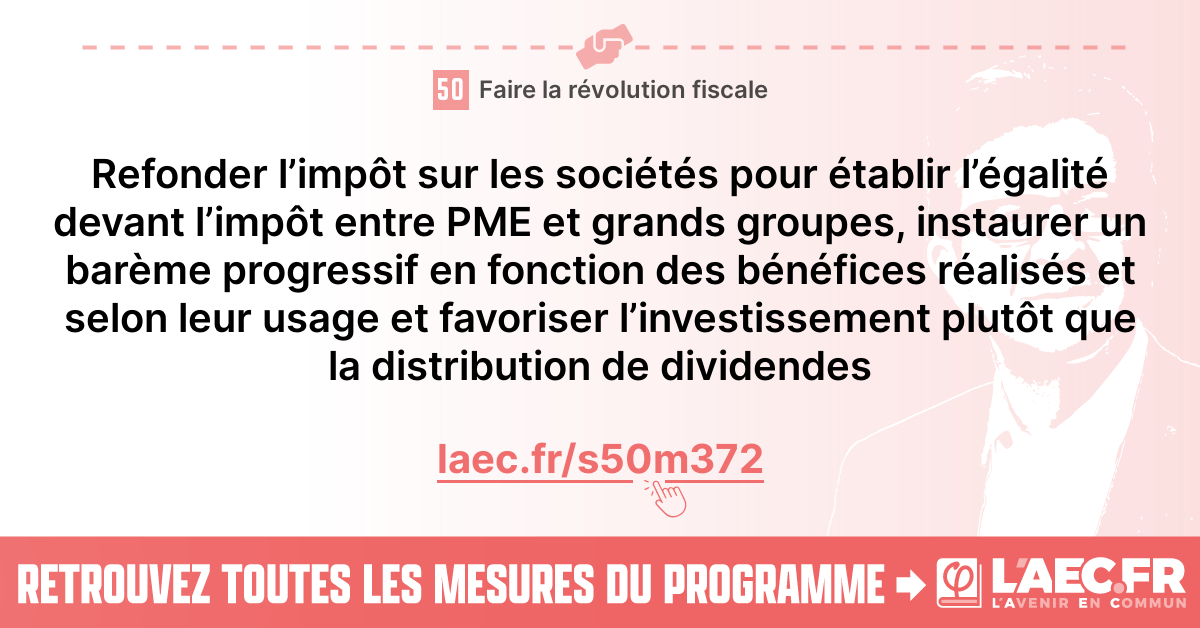 50 Faire la révolution fiscale
Refonder l’impôt sur les sociétés pour établir l’égalité
devant l’impôt entre PME et grands groupes, instaurer un
barème progressif en fonction des bénéfices réalisés et
selon leur usage et favoriser l’investissement plutôt que
la distribution de dividendes
laec.fr/s50m372
RETROUVEZ TOUTES LES MESURES DU PROGRAMME
φ L’AEC.FR
L’AVENIR EN COMMUN